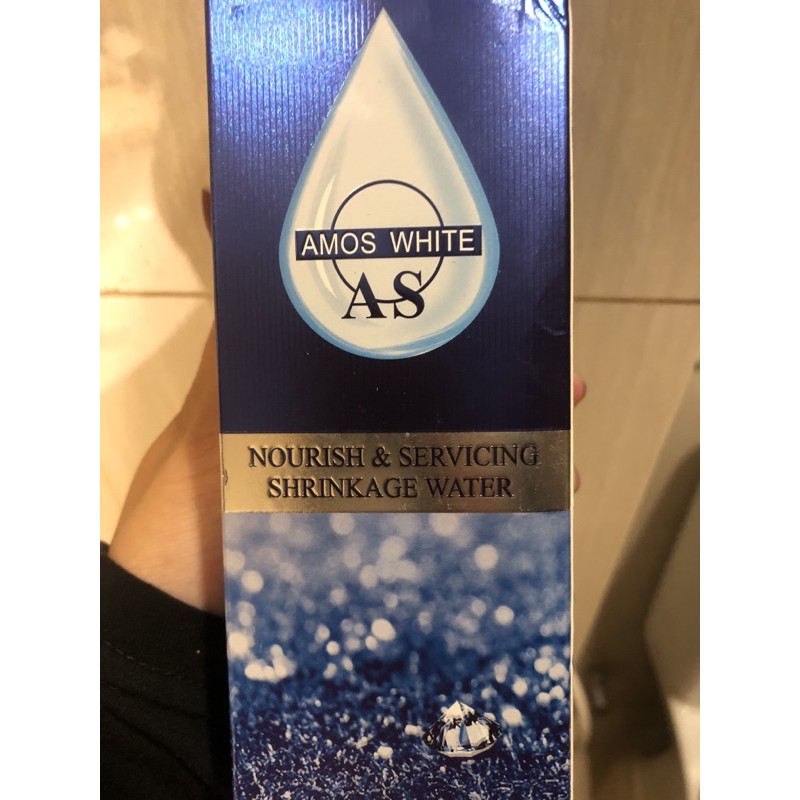 AMOS WHITE
AS
NOURISH & SERVICING
SHRINKAGE WATER